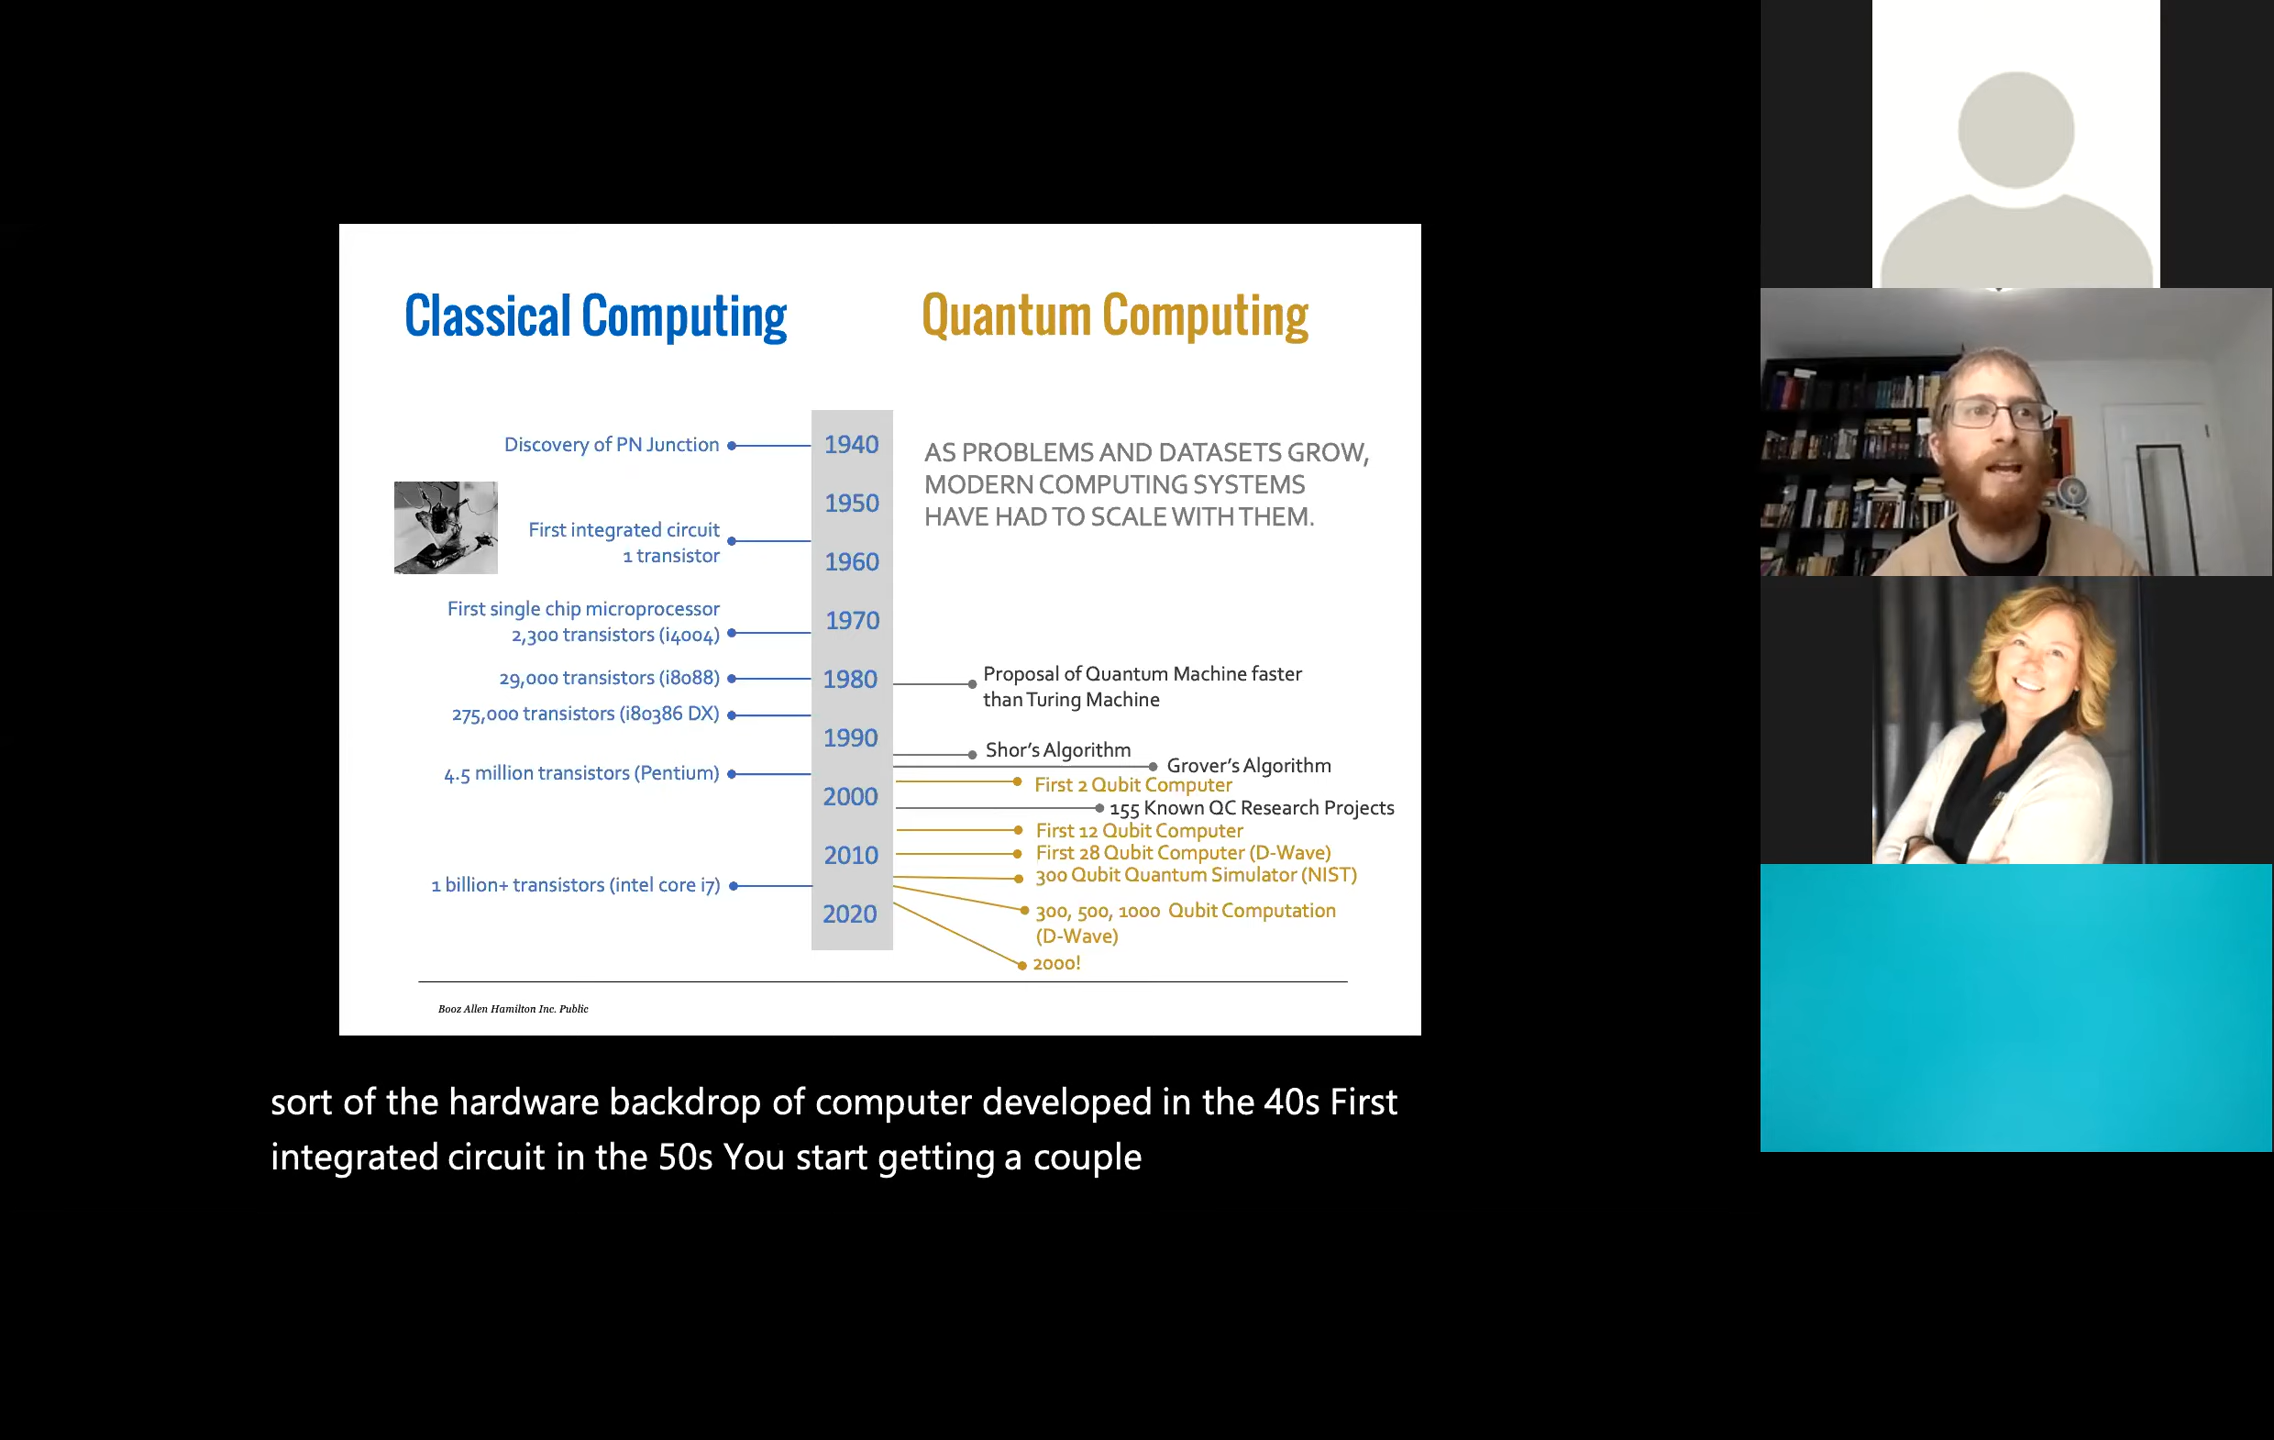 Classical Computing
Quantum Computing
Discovery of PN Junction
First integrated circuit
1 transistor
First single chip microprocessor
2,300 transistors (i4004)
29,000 transistors (i8088)
275,000 transistors (i80386 DX)
4.5 million transistors (Pentium)
1 billion+ transistors (intel core i7)
1940
1950
1960
1970
1980
1990
2000
2010
2020
AS PROBLEMS AND DATASETS GROW,
MODERN COMPUTING SYSTEMS
HAVE HAD TO SCALE WITH THEM.
Proposal of Quantum Machine faster
than Turing Machine
Shor's Algorithm
Grover's Algorithm
First 2 Qubit Computer
155 Known QC Research Projects
First 12 Qubit Computer
First 28 Qubit Computer (D-Wave)
300 Qubit Quantum Simulator (NIST)
300, 500, 1000 Qubit Computation
(D-Wave)
2000!
Booz Allen Hamilton Inc. Public
sort of the hardware backdrop of computer developed in the 40s First
integrated circuit in the 50s You start getting a couple